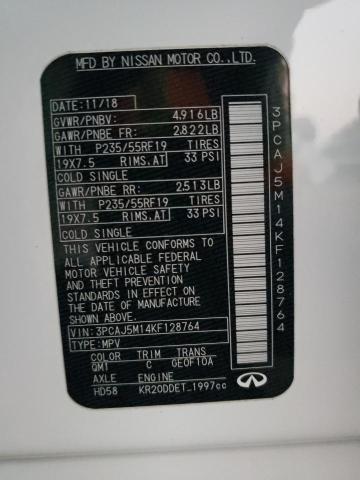 MFD BY NISSAN MOTOR CO.,LTD.
DATE:11/18
GVWR/PNBV: 4.916LB
GAWR/PNBE FR: 2.822LB
WITH P235/55RF19 TIRES
19X7.5 RIMS.AT 33 PSI
COLD SINGLE
GAWR/PNBE RR: 2.513LB
WITH P235/55RF19 TIRES
19X7.5 RIMS.AT 33 PSI
COLD SINGLE
THIS VEHICLE CONFORMS
TO ALL APPLICABLE FEDERAL
MOTOR VEHICLE SAFETY
AND THEFT PREVENTION
STANDARDS IN EFFECT ON
THE DATE OF MANUFACTURE
SHOWN ABOVE.
VIN: 3PCAJ5M14KF128764
TYPE: MPV
COLOR TRIM TRANS
QM1 C GE0F10A
AXLE ENGINE
HD58 KR20DDET 1997cc
3PCAJ5M14KF128764